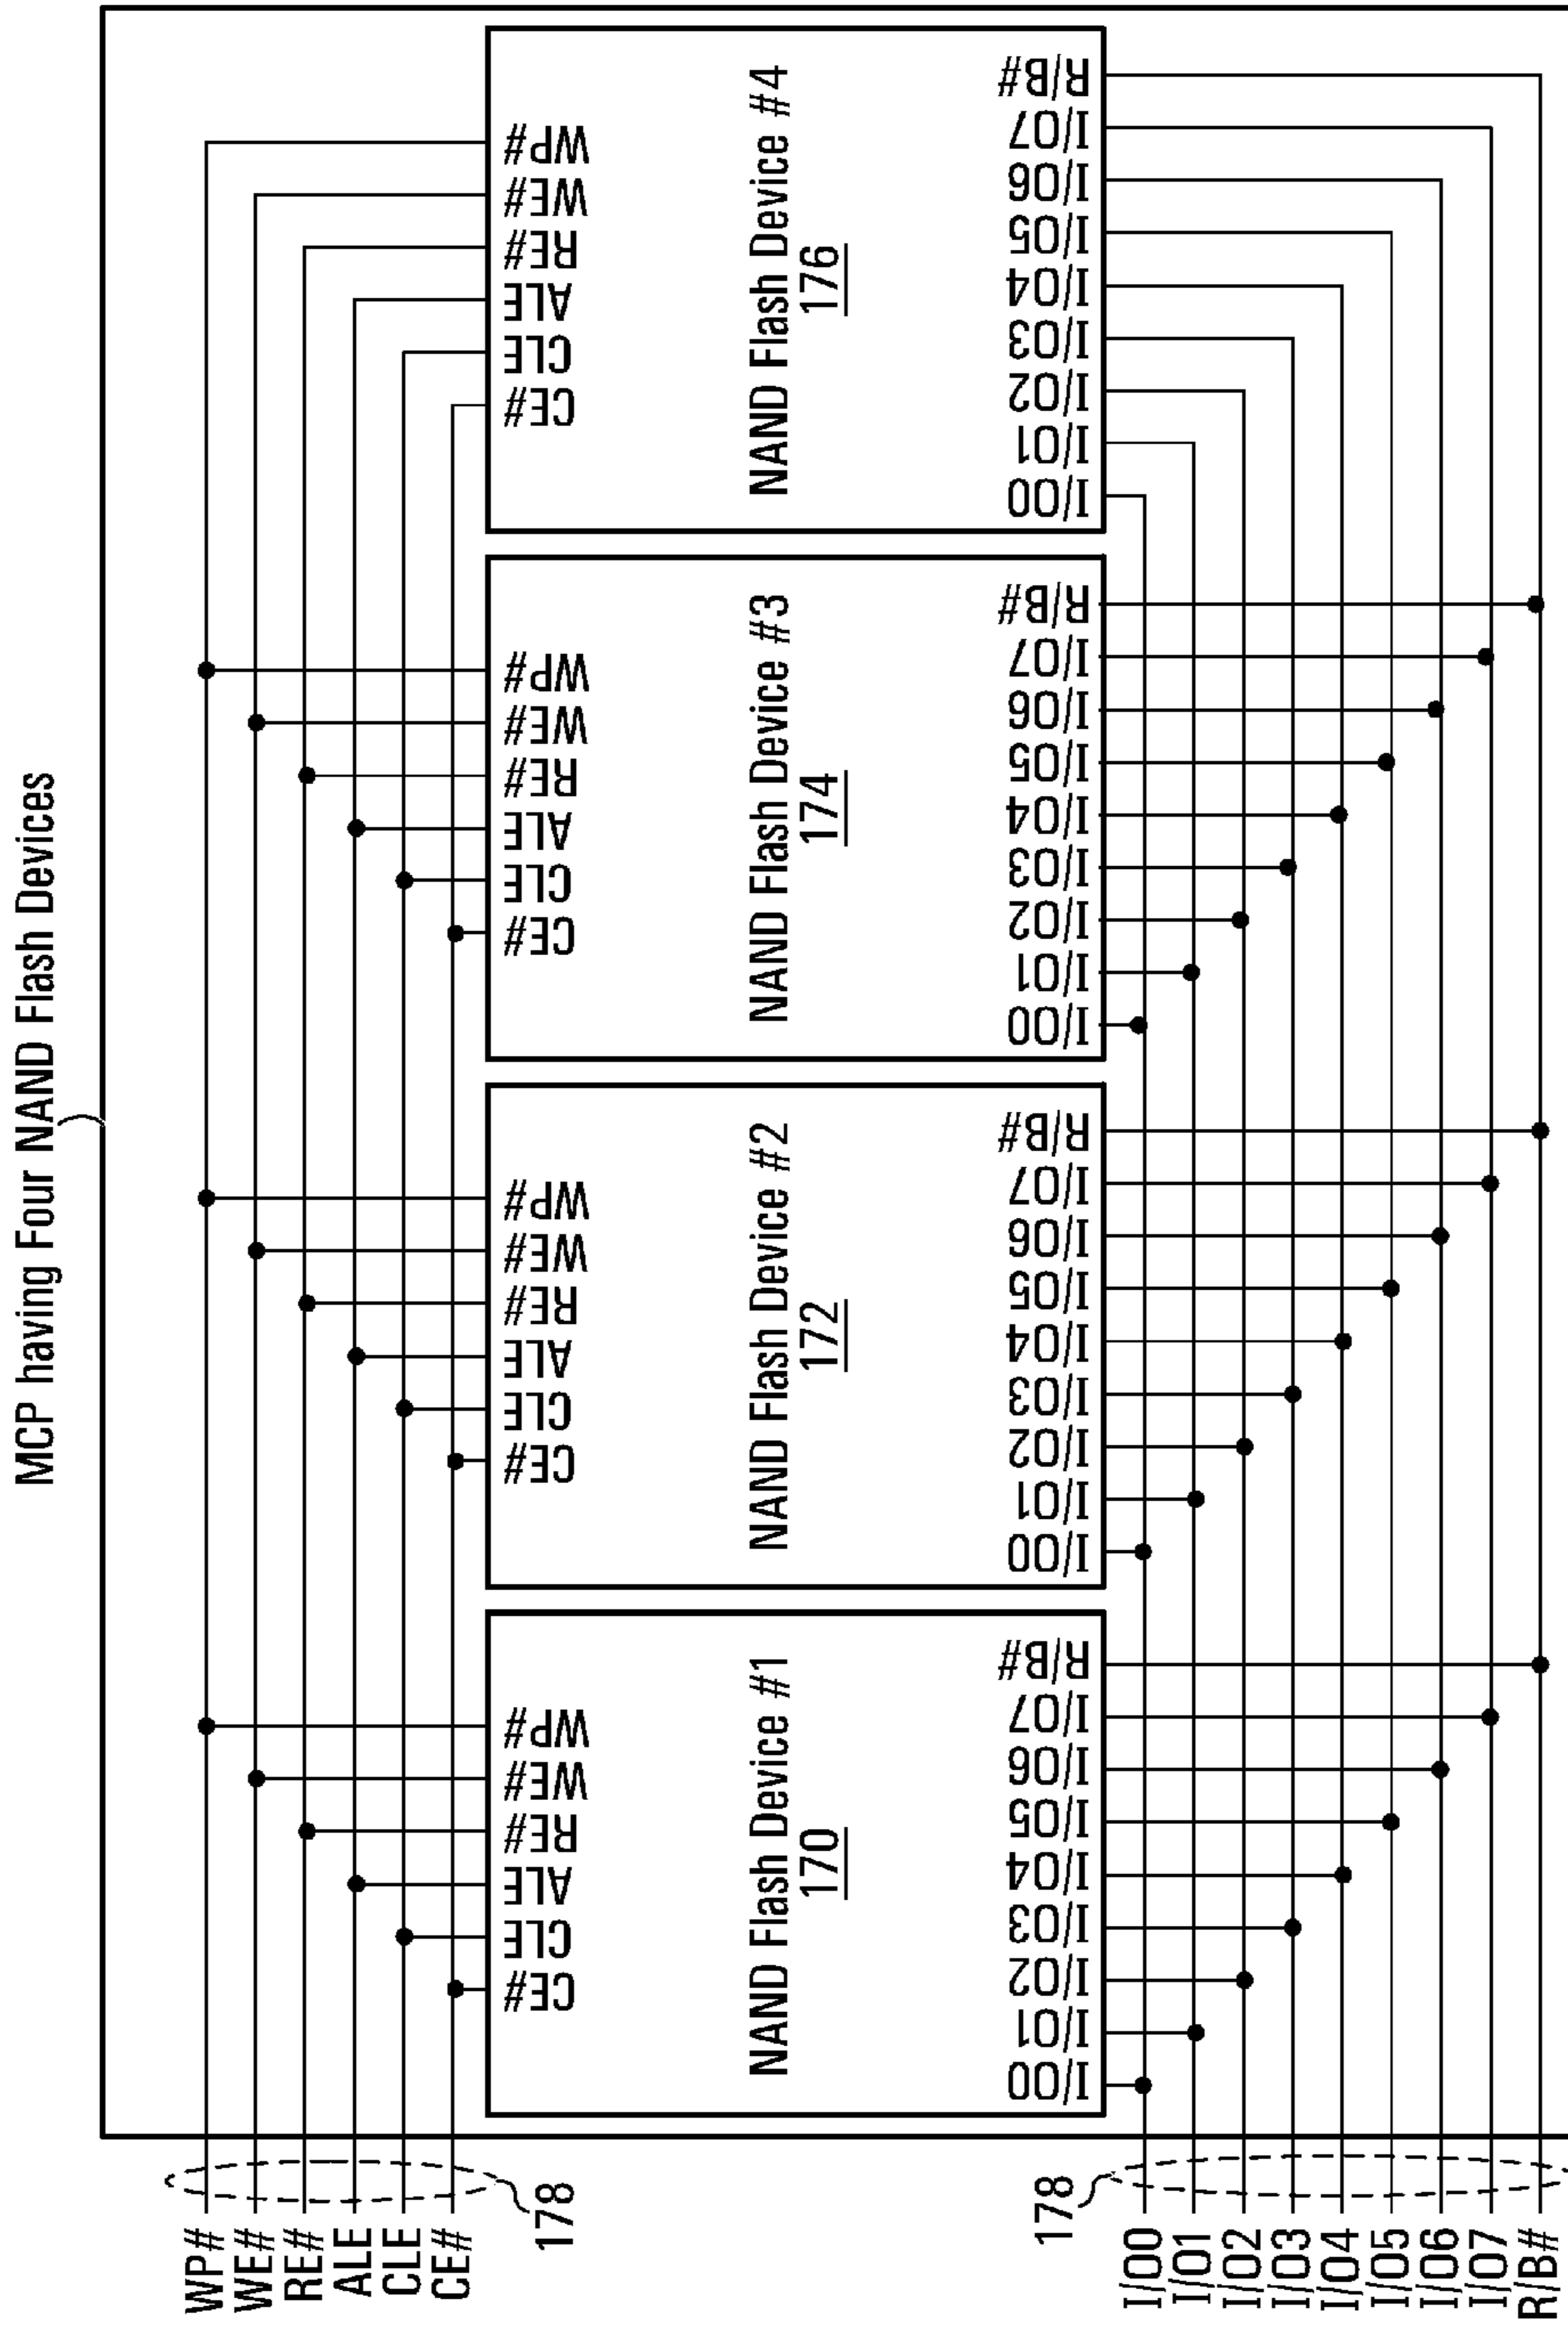 MCP having Four NAND Flash Devices
WP#
WE#
RE#
ALE
CLE
CE#
178
178
I/O0
I/O1
I/O2
I/O3
I/O4
I/O5
I/O6
I/O7
R/B#
CE#
CLE
ALE
RE#
WE#
WP#
NAND Flash Device #1
170
I/O0
I/O1
I/O2
I/O3
I/O4
I/O5
I/O6
I/O7
R/B#
CE#
CLE
ALE
RE#
WE#
WP#
NAND Flash Device #2
172
I/O0
I/O1
I/O2
I/O3
I/O4
I/O5
I/O6
I/O7
R/B#
CE#
CLE
ALE
RE#
WE#
WP#
NAND Flash Device #3
174
I/O0
I/O1
I/O2
I/O3
I/O4
I/O5
I/O6
I/O7
R/B#
CE#
CLE
ALE
RE#
WE#
WP#
NAND Flash Device #4
176
I/O0
I/O1
I/O2
I/O3
I/O4
I/O5
I/O6
I/O7
R/B#